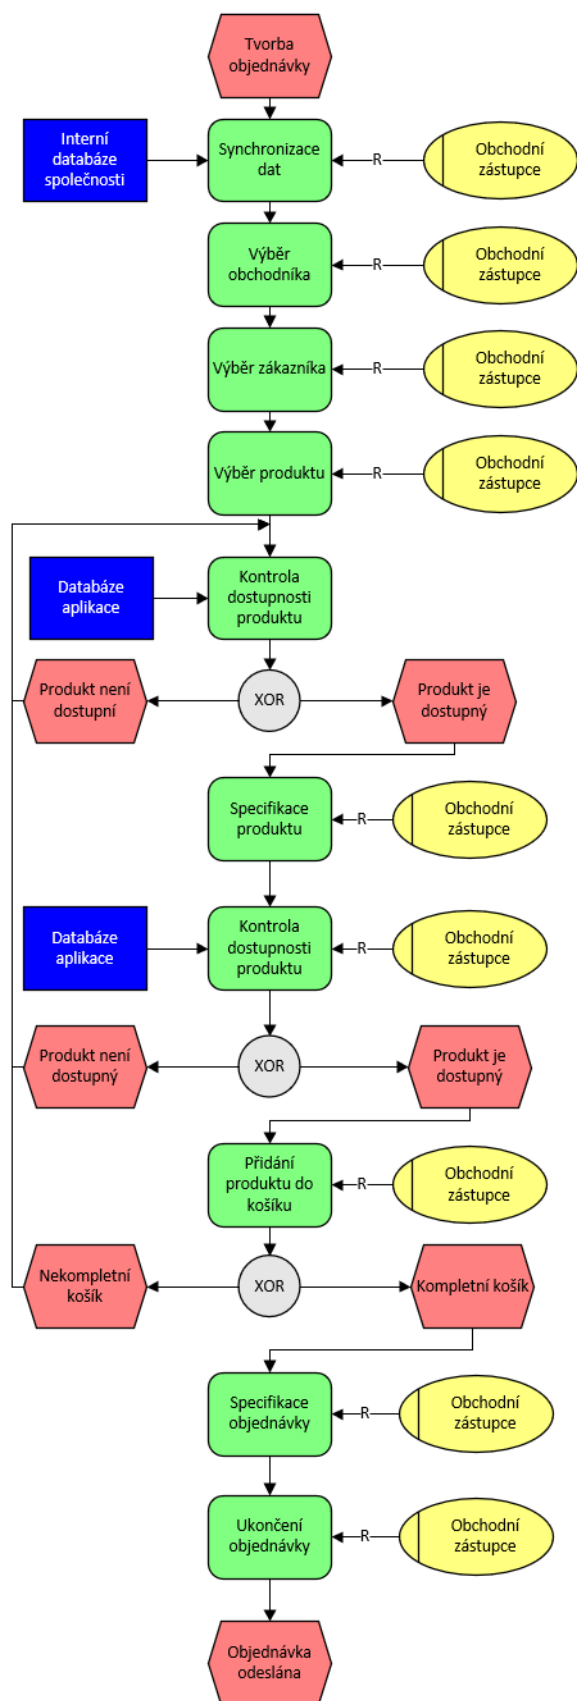 Tvorba
objednávky
Interní
databáze
společnosti
Synchronizace
dat
R
Obchodní
zástupce
Výběr
obchodníka
R
Obchodní
zástupce
Výběr zákazníka
R
Obchodní
zástupce
Výběr produktu
R
Obchodní
zástupce
Databáze
aplikace
Kontrola
dostupnosti
produktu
Produkt není
dostupní
XOR
Produkt je
dostupný
Specifikace
produktu
R
Obchodní
zástupce
Databáze
aplikace
Kontrola
dostupnosti
produktu
R
Obchodní
zástupce
Produkt není
dostupný
XOR
Produkt je
dostupný
Přidání
produktu do
košíku
R
Obchodní
zástupce
Nekompletní
košík
XOR
Kompletní košík
Specifikace
objednávky
R
Obchodní
zástupce
Ukončení
objednávky
R
Obchodní
zástupce
Objednávka
odeslána